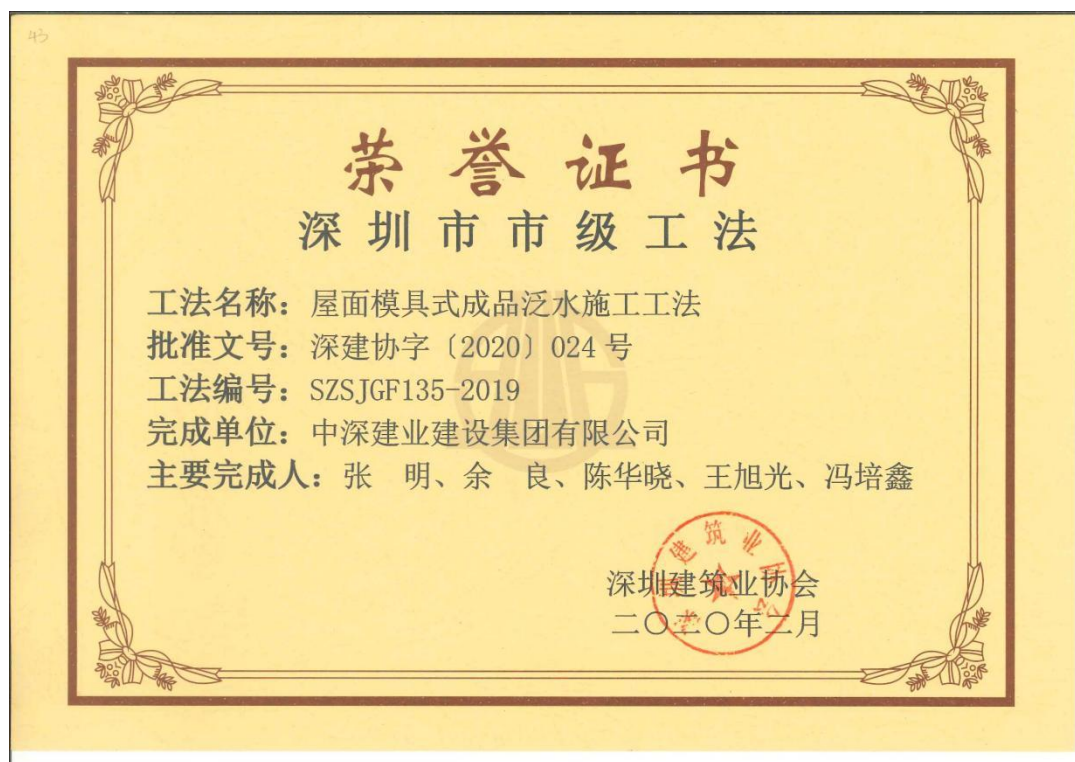 43
荣誉证书
深圳市市级工法
工法名称：屋面模具式成品泛水施工工法
批准文号：深建协字〔2020〕024号
工法编号：SZSJGF135-2019
完成单位：中深建业建设集团有限公司
主要完成人：张　明、余　良、陈华晓、王旭光、冯培鑫
深圳建筑业协会
二〇二〇年二月